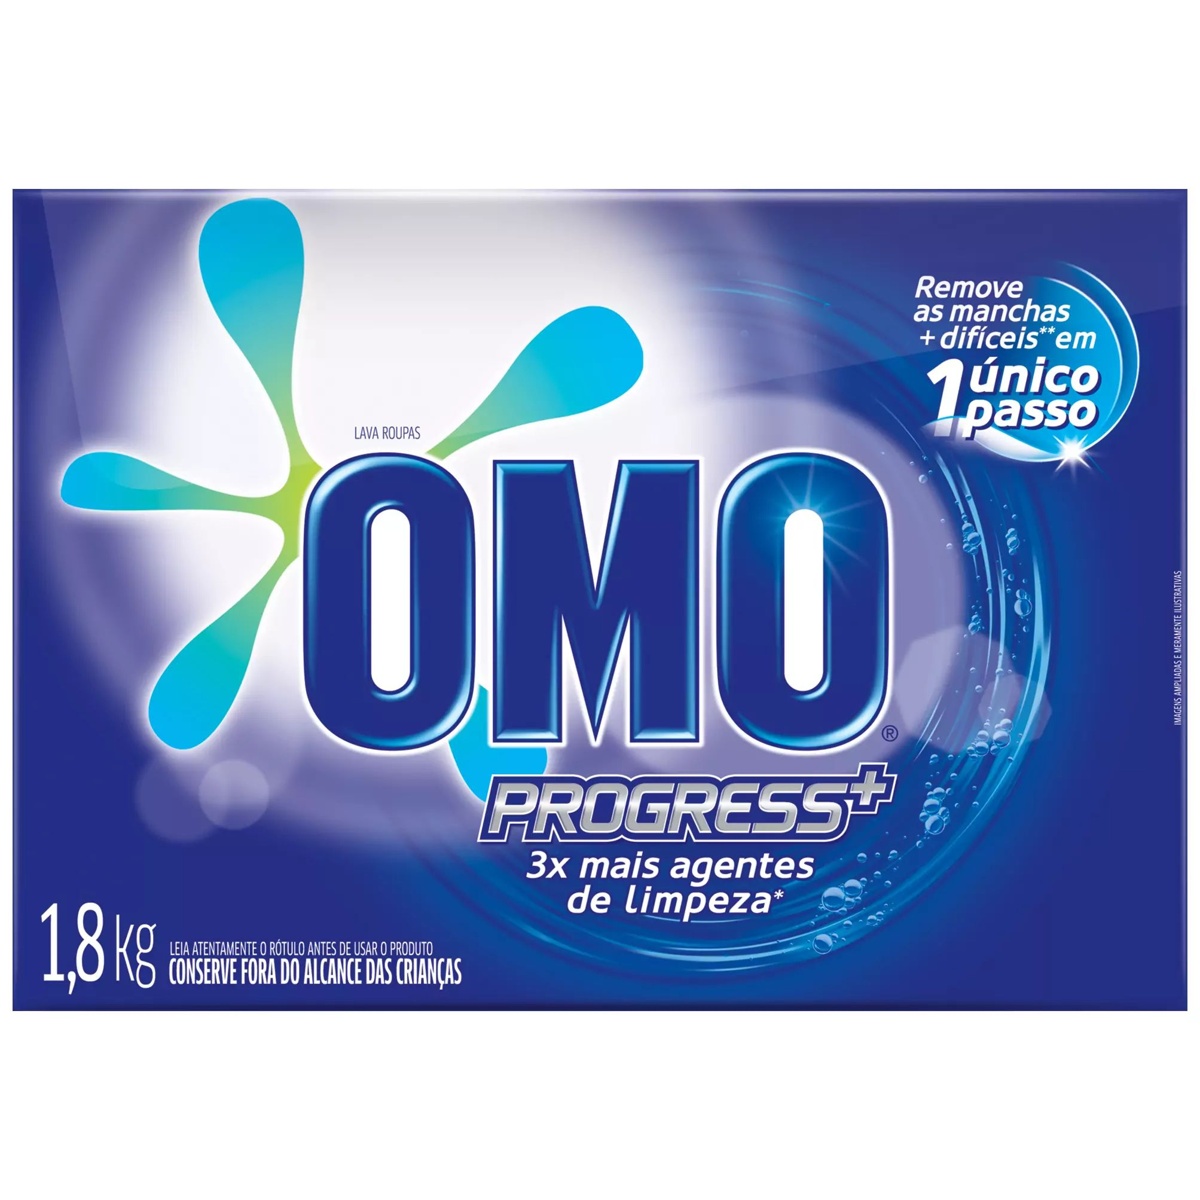 Remove
as manchas
+ difíceis** em
1 único
passo
LAVA ROUPAS
OMO®
PROGRESS+
3x mais agentes
de limpeza*
1,8 kg
LEIA ATENTAMENTE O RÓTULO ANTES DE USAR O PRODUTO
CONSERVE FORA DO ALCANCE DAS CRIANÇAS
IMAGENS AMPLIADAS E MERAMENTE ILUSTRATIVAS